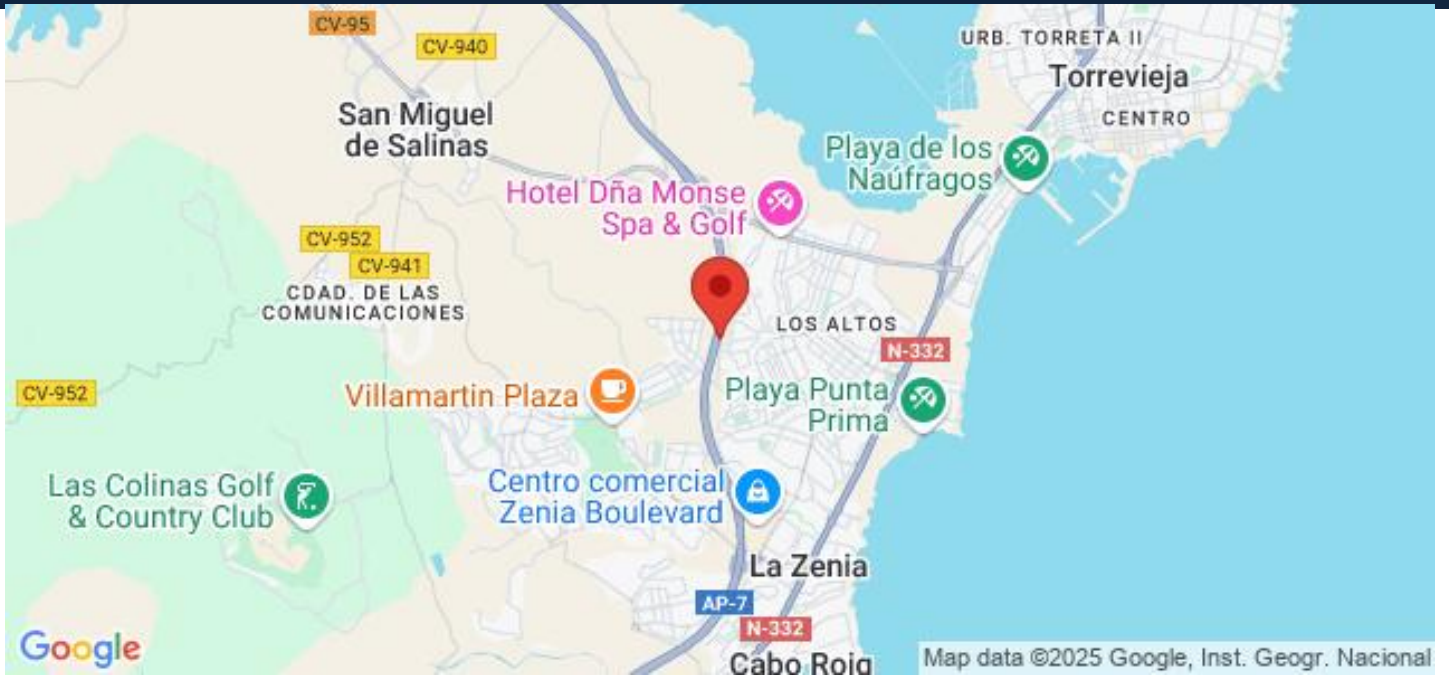 CV-95
CV-940
URB. TORRETA II
Torrevieja
CENTRO
San Miguel
de Salinas
Playa de los
Naúfragos
Hotel Dña Monse
Spa & Golf
CV-952
CV-941
CDAD. DE LAS
COMUNICACIONES
LOS ALTOS
N-332
CV-952
Villamartin Plaza
Playa Punta
Prima
Las Colinas Golf
& Country Club
Centro comercial
Zenia Boulevard
La Zenia
AP-7
N-332
Cabo Roig
Google
Map data ©2025 Google, Inst. Geogr. Nacional